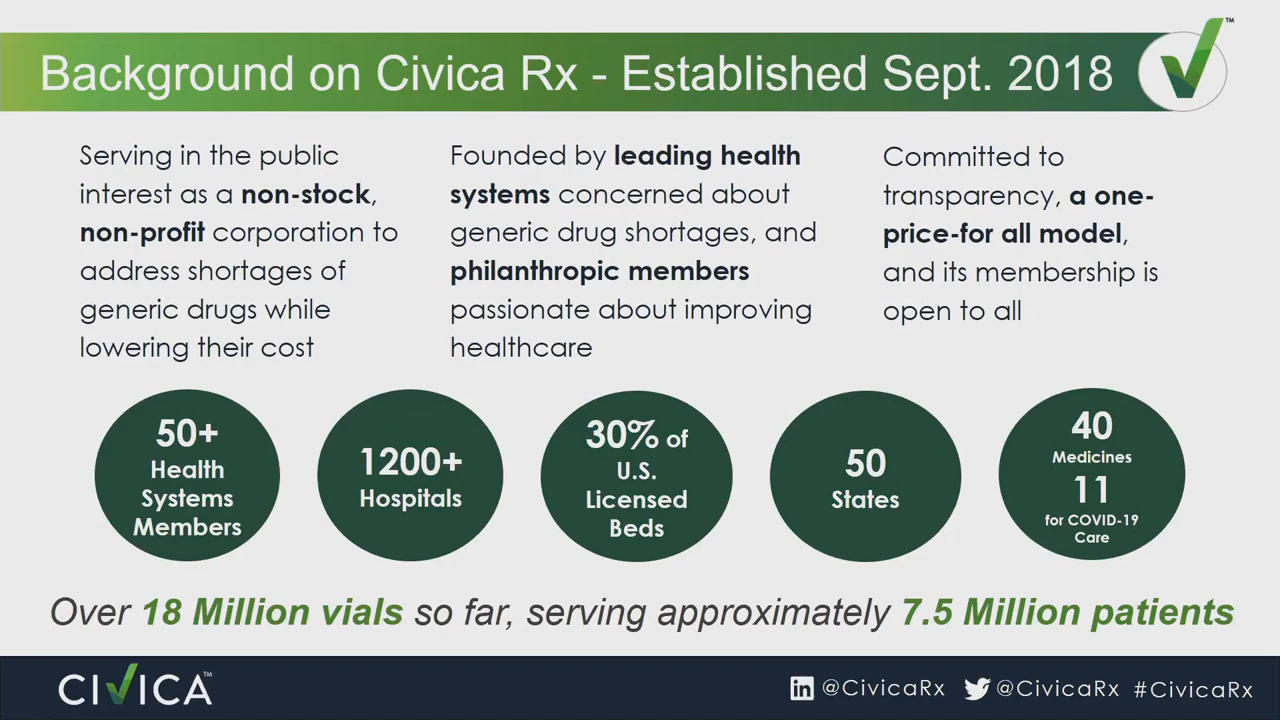 Background on Civica Rx - Established Sept. 2018
TM
Serving in the public
interest as a non-stock,
non-profit corporation to
address shortages of
generic drugs while
lowering their cost
Founded by leading health
systems concerned about
generic drug shortages, and
philanthropic members
passionate about improving
healthcare
Committed to
transparency, a one-
price-for all model,
and its membership is
open to all
50+
Health
Systems
Members
1200+
Hospitals
30% of
U.S.
Licensed
Beds
50
States
40
Medicines
11
for COVID-19
Care
Over 18 Million vials so far, serving approximately 7.5 Million patients
CIVICA TM
in @CivicaRx @CivicaRx #CivicaRx